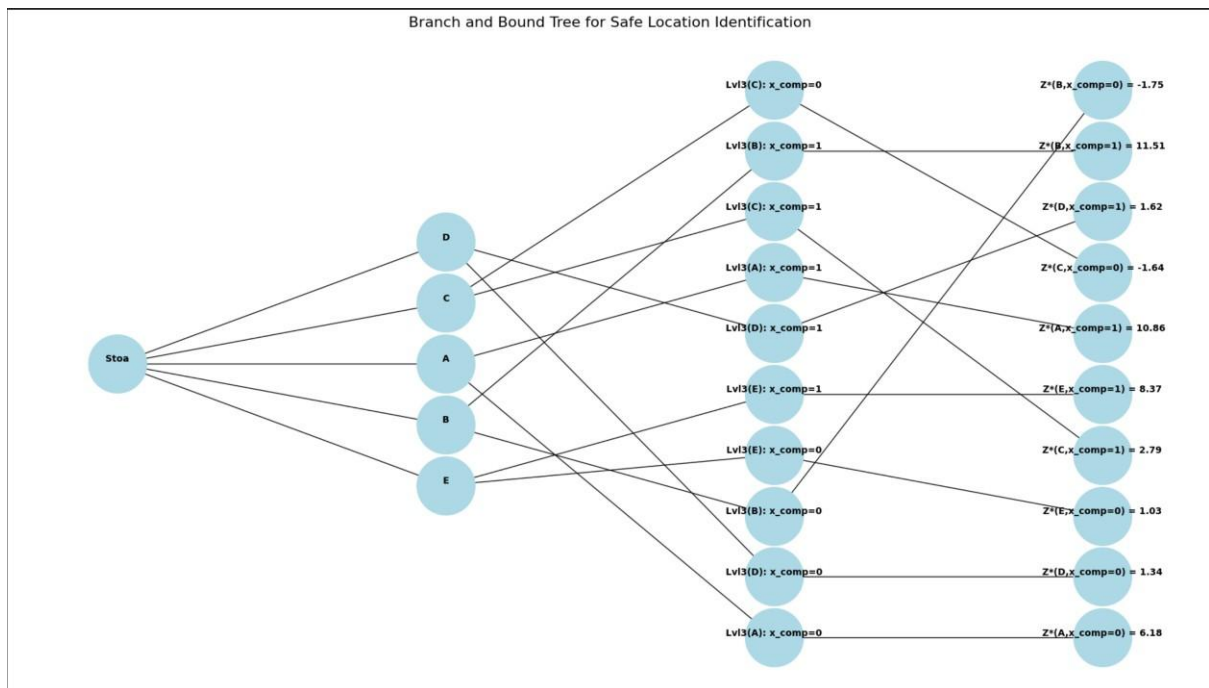 Branch and Bound Tree for Safe Location Identification
Stoa
D
C
A
B
E
Lvl3(C): x_comp=0
Lvl3(B): x_comp=1
Lvl3(C): x_comp=1
Lvl3(A): x_comp=1
Lvl3(D): x_comp=1
Lvl3(E): x_comp=1
Lvl3(E): x_comp=0
Lvl3(B): x_comp=0
Lvl3(D): x_comp=0
Lvl3(A): x_comp=0
Z*(B,x_comp=0) = -1.75
Z*(B,x_comp=1) = 11.51
Z*(D,x_comp=1) = 1.62
Z*(C,x_comp=0) = -1.64
Z*(A,x_comp=1) = 10.86
Z*(E,x_comp=1) = 8.37
Z*(C,x_comp=1) = 2.79
Z*(E,x_comp=0) = 1.03
Z*(D,x_comp=0) = 1.34
Z*(A,x_comp=0) = 6.18